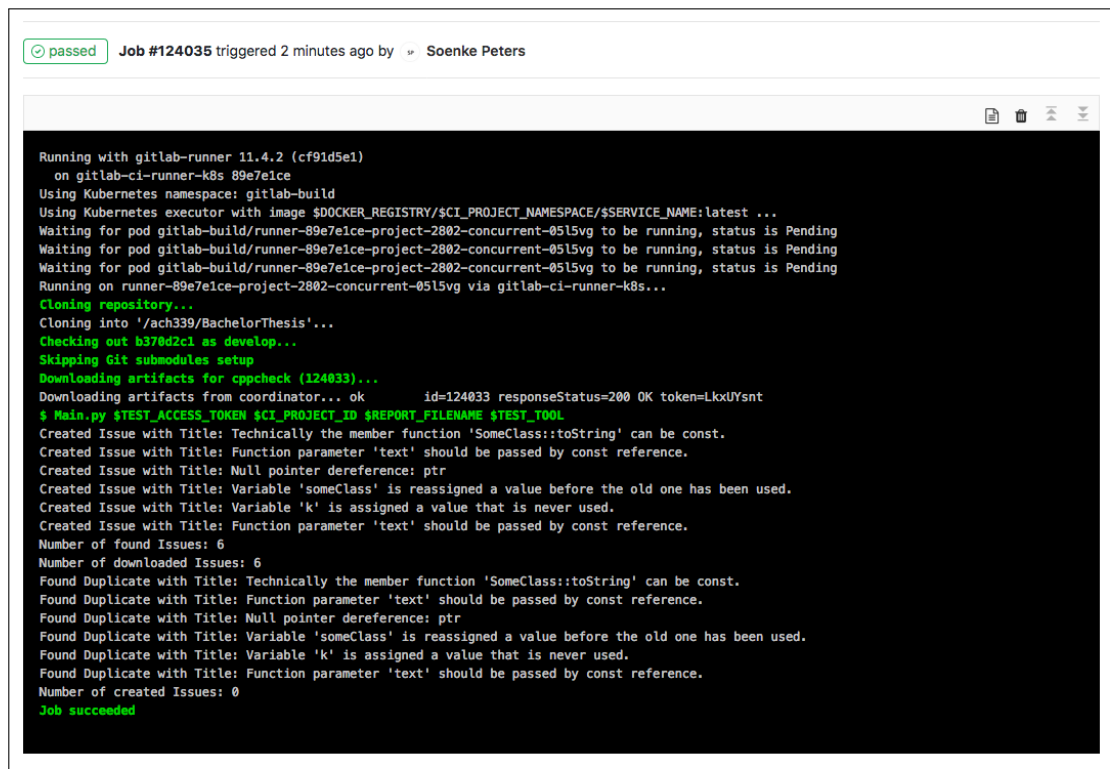 passed Job #124035 triggered 2 minutes ago by SP Soenke Peters
Running with gitlab-runner 11.4.2 (cf91d5e1)
on gitlab-ci-runner-k8s 89e7e1ce
Using Kubernetes namespace: gitlab-build
Using Kubernetes executor with image $DOCKER_REGISTRY/$CI_PROJECT_NAMESPACE/$SERVICE_NAME:latest ...
Waiting for pod gitlab-build/runner-89e7e1ce-project-2802-concurrent-05l5vg to be running, status is Pending
Waiting for pod gitlab-build/runner-89e7e1ce-project-2802-concurrent-05l5vg to be running, status is Pending
Waiting for pod gitlab-build/runner-89e7e1ce-project-2802-concurrent-05l5vg to be running, status is Pending
Running on runner-89e7e1ce-project-2802-concurrent-05l5vg via gitlab-ci-runner-k8s...
Cloning repository...
Cloning into '/ach339/BachelorThesis'...
Checking out b370d2c1 as develop...
Skipping Git submodules setup
Downloading artifacts for cppcheck (124033)...
Downloading artifacts from coordinator... ok id=124033 responseStatus=200 OK token=LkxUYsnt
$ Main.py $TEST_ACCESS_TOKEN $CI_PROJECT_ID $REPORT_FILENAME $TEST_TOOL
Created Issue with Title: Technically the member function 'SomeClass::toString' can be const.
Created Issue with Title: Function parameter 'text' should be passed by const reference.
Created Issue with Title: Null pointer dereference: ptr
Created Issue with Title: Variable 'someClass' is reassigned a value before the old one has been used.
Created Issue with Title: Variable 'k' is assigned a value that is never used.
Created Issue with Title: Function parameter 'text' should be passed by const reference.
Number of found Issues: 6
Number of downloaded Issues: 6
Found Duplicate with Title: Technically the member function 'SomeClass::toString' can be const.
Found Duplicate with Title: Function parameter 'text' should be passed by const reference.
Found Duplicate with Title: Null pointer dereference: ptr
Found Duplicate with Title: Variable 'someClass' is reassigned a value before the old one has been used.
Found Duplicate with Title: Variable 'k' is assigned a value that is never used.
Found Duplicate with Title: Function parameter 'text' should be passed by const reference.
Number of created Issues: 0
Job succeeded